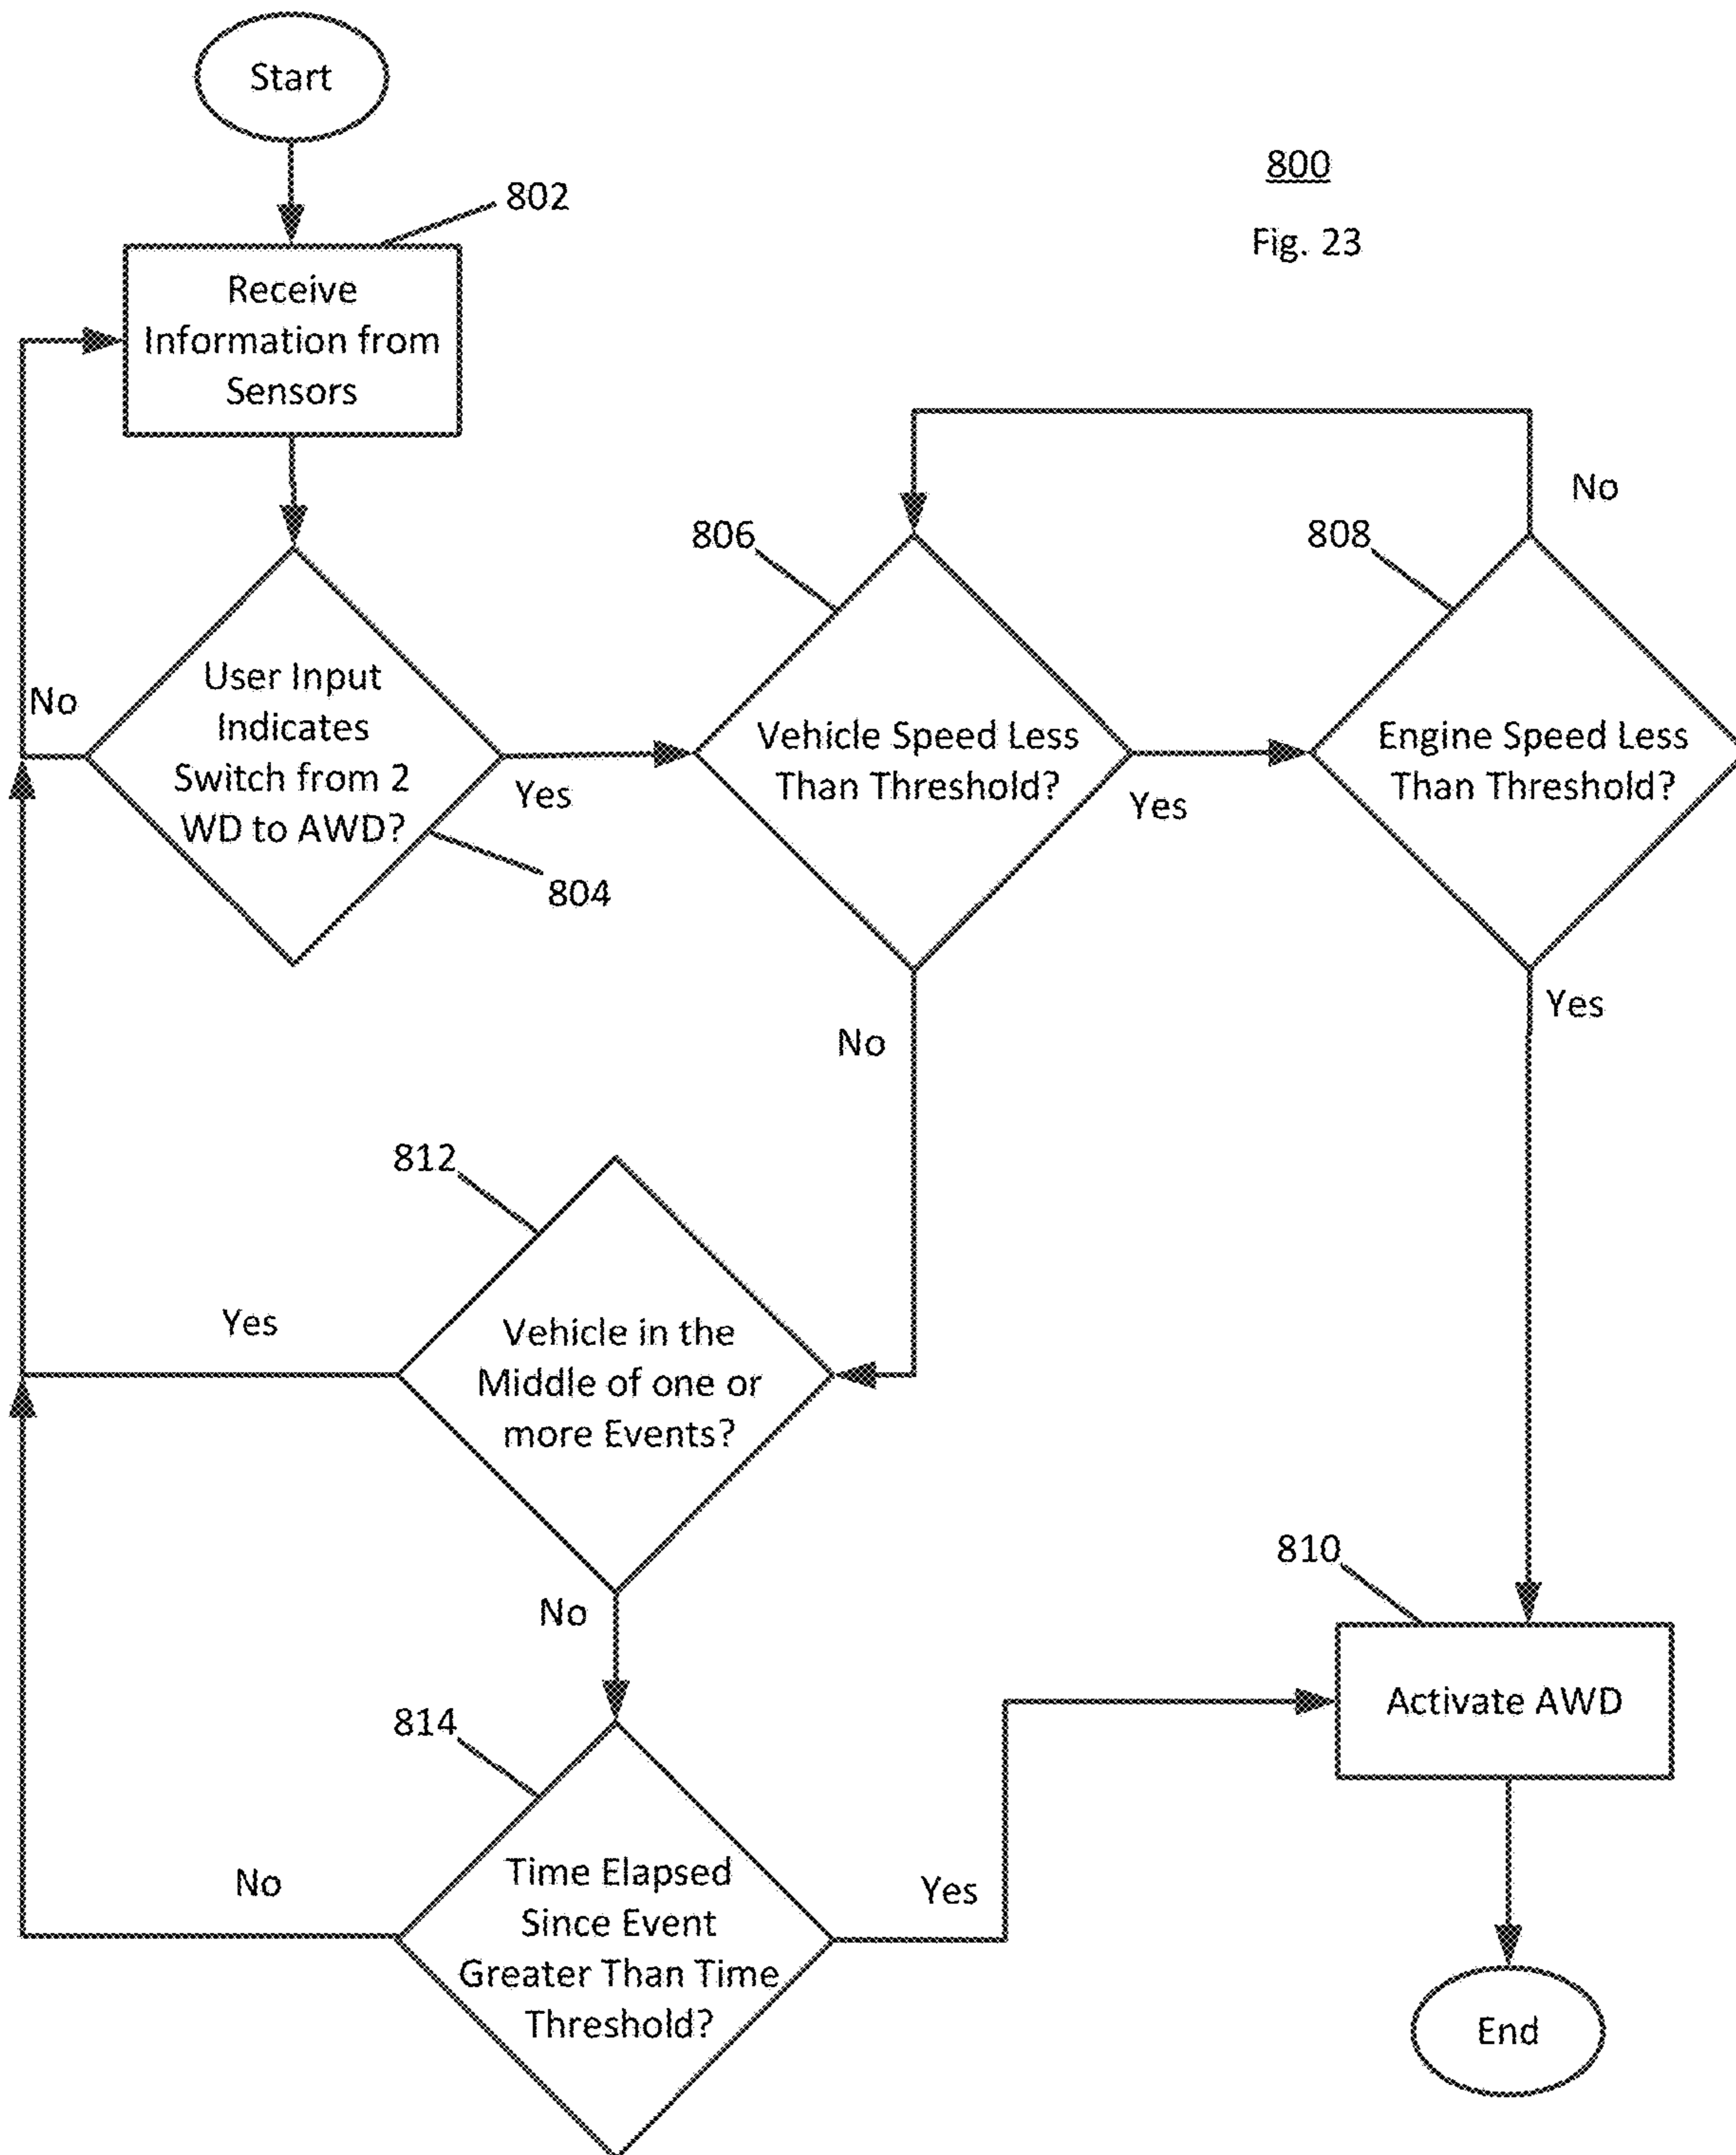 Start
800
Fig. 23
802
Receive
Information from
Sensors
No
806
808
User Input
Indicates
Switch from 2
WD to AWD?
No
Yes
804
Vehicle Speed Less
Than Threshold?
Yes
Engine Speed Less
Than Threshold?
No
Yes
812
Yes
Vehicle in the
Middle of one or
more Events?
No
810
Activate AWD
814
No
Time Elapsed
Since Event
Greater Than Time
Threshold?
Yes
End